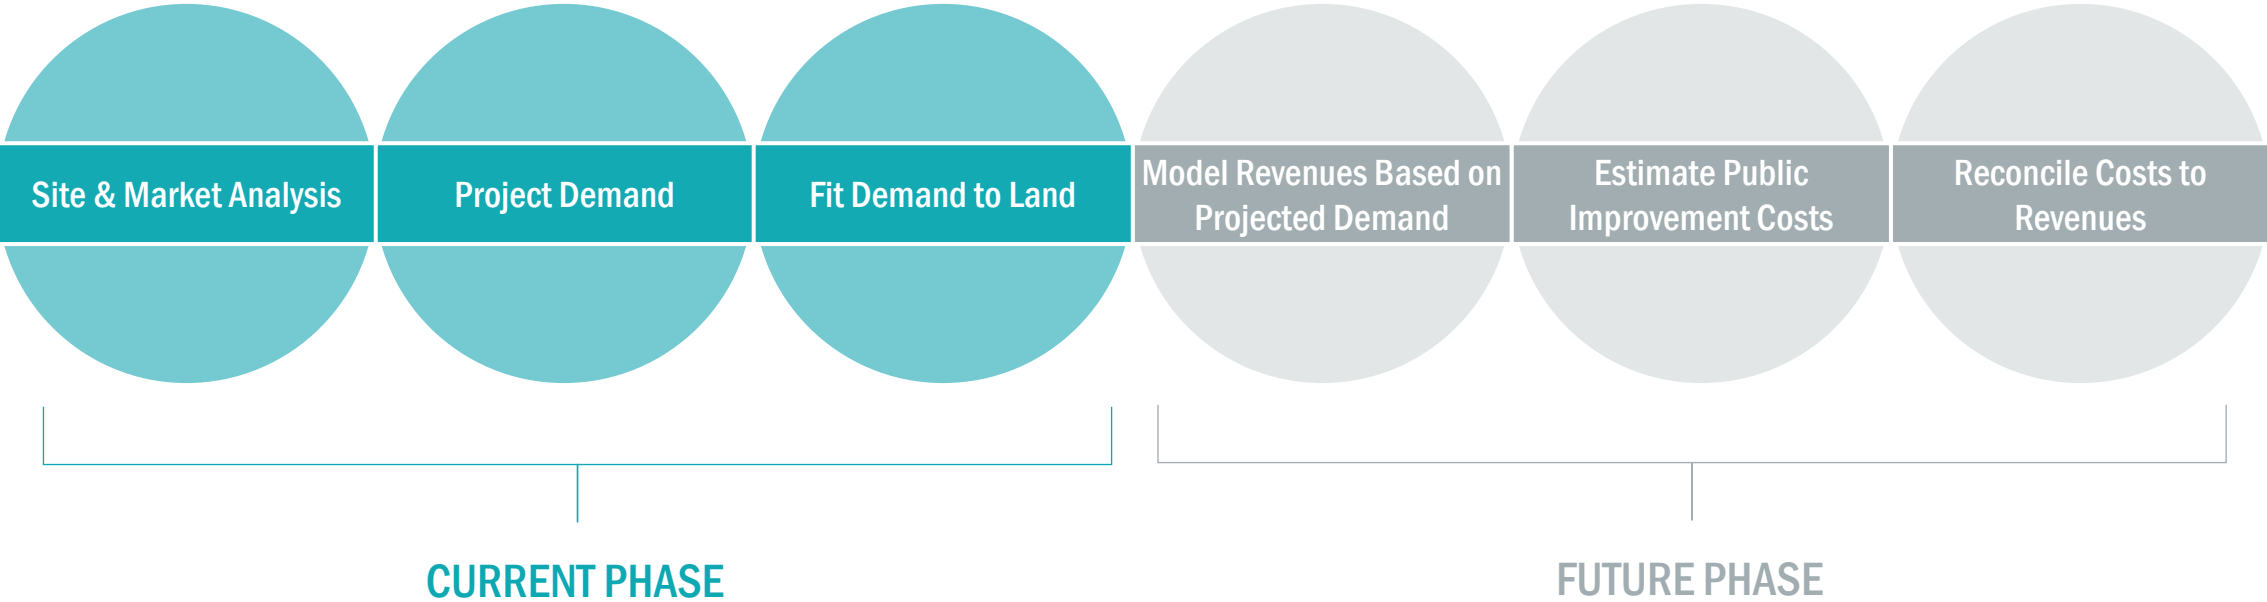 Site & Market Analysis
Project Demand
Fit Demand to Land
Model Revenues Based on
Projected Demand
Estimate Public
Improvement Costs
Reconcile Costs to
Revenues
CURRENT PHASE
FUTURE PHASE